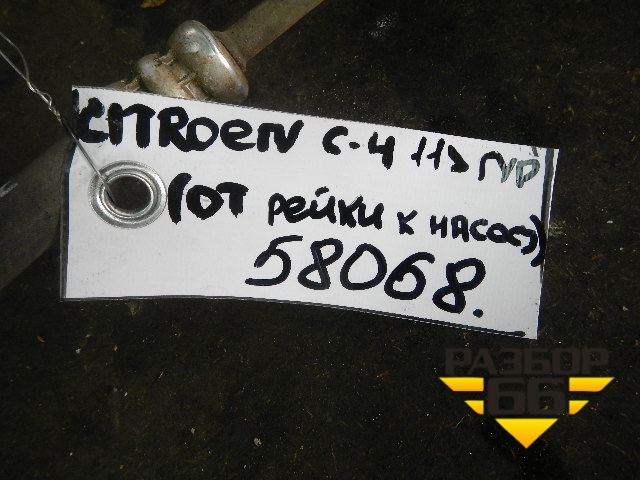 CITROEN C-4 11> ГУР
(ОТ РЕЙКИ К НАСОСУ)
58068.
РАЗБОР
66